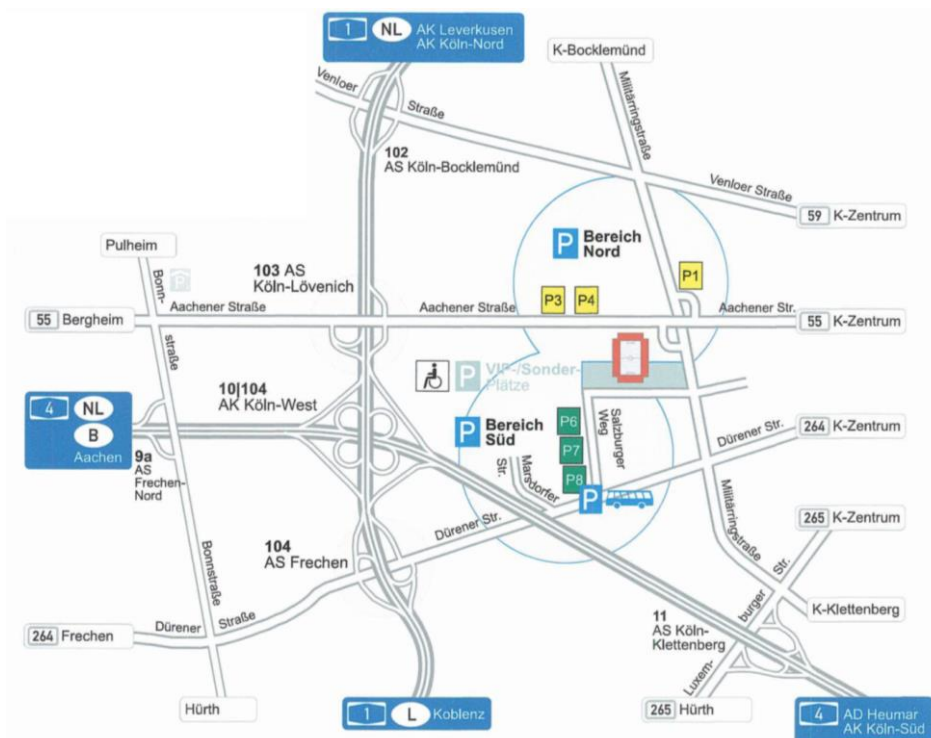 1 NL AK Leverkusen
AK Köln-Nord
K-Bocklemünd
Venloer
Straße
Militärringstraße
102
AS Köln-Bocklemünd
Venloer Straße
59 K-Zentrum
Pulheim
Bonn-
straße
P
103 AS
Köln-Lövenich
P Bereich
Nord
P1
P3
P4
55 Bergheim
Aachener Straße
Aachener Straße
Aachener Str.
55 K-Zentrum
P VIP-/Sonder-
Plätze
10|104
AK Köln-West
4 NL
B
Aachen
9a
AS
Frechen-
Nord
P Bereich
Süd
P6
P7
P8
Salzburger
Weg
Dürener Str.
264 K-Zentrum
Marsdorfer
Str.
P
Militärringstraße
265 K-Zentrum
Dürener Str.
104
AS Frechen
Bonnstraße
Luxem-
burger
Str.
K-Klettenberg
11
AS Köln-
Klettenberg
264 Frechen
Dürener
Straße
Hürth
1 L Koblenz
265 Hürth
4 AD Heumar
AK Köln-Süd